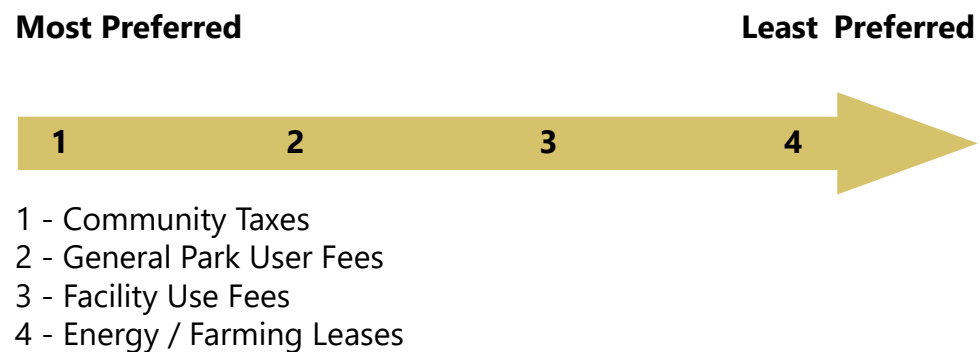 Most Preferred Least Preferred
1 2 3 4
1 - Community Taxes
2 - General Park User Fees
3 - Facility Use Fees
4 - Energy / Farming Leases